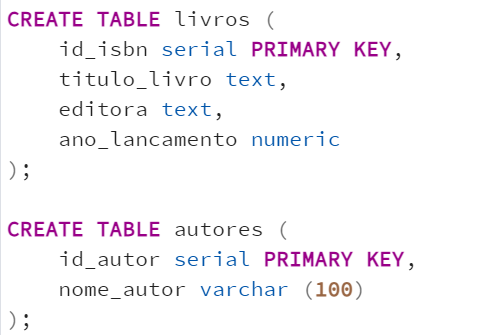 CREATE TABLE livros (
    id_isbn serial PRIMARY KEY,
    titulo_livro text,
    editora text,
    ano_lancamento numeric
);

CREATE TABLE autores (
    id_autor serial PRIMARY KEY,
    nome_autor varchar (100)
);